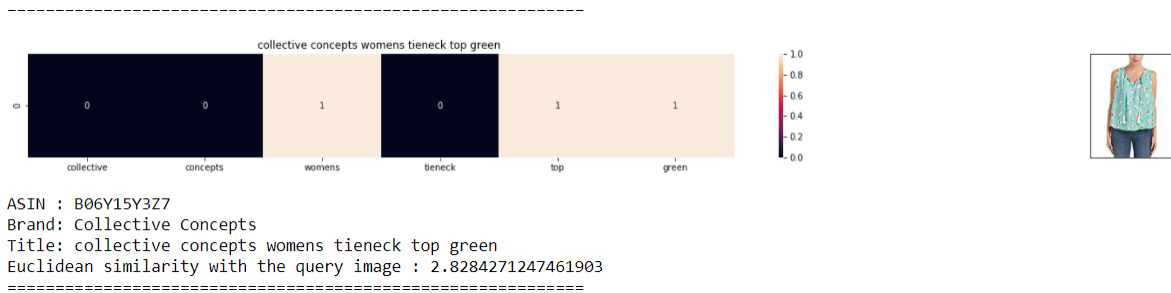 ------------------------------------------------------------
collective concepts womens tieneck top green
0 0 0 1 0 1 1
collective concepts womens tieneck top green
1.0
0.8
0.6
0.4
0.2
0.0
ASIN : B06Y15Y3Z7
Brand: Collective Concepts
Title: collective concepts womens tieneck top green
Euclidean similarity with the query image : 2.8284271247461903
============================================================